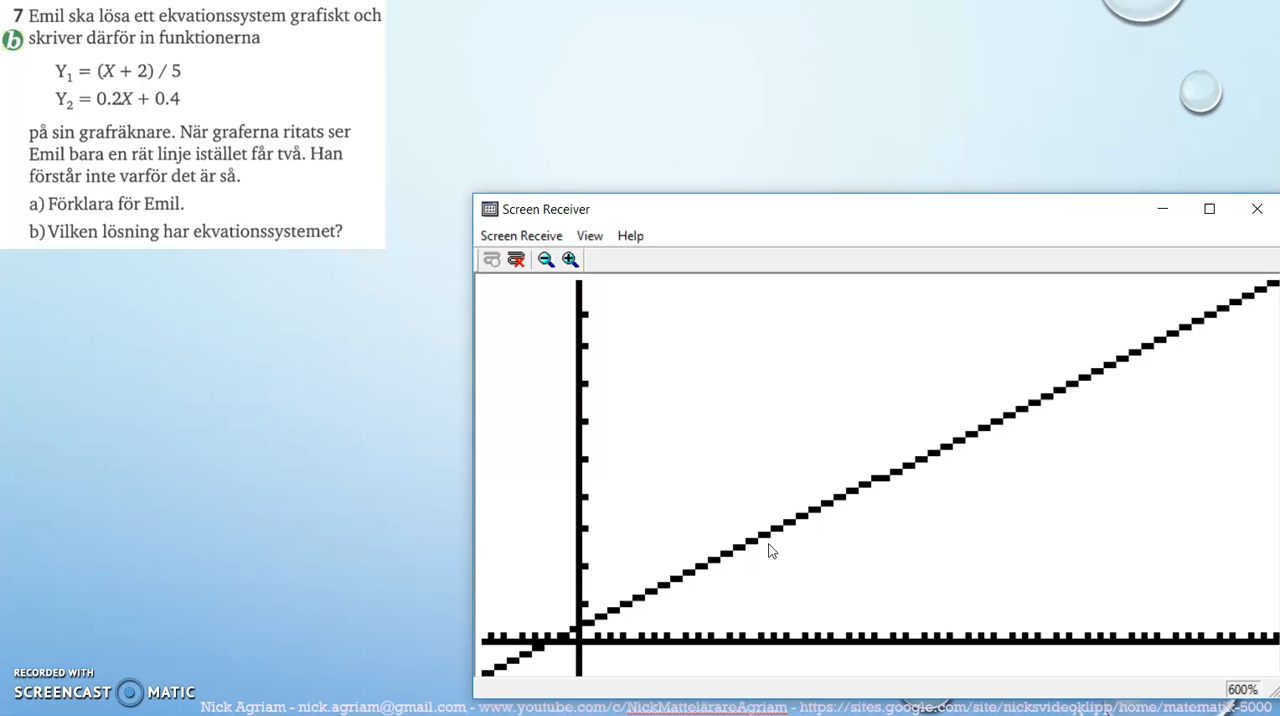 7 Emil ska lösa ett ekvationssystem grafiskt och
b skriver därför in funktionerna
Y₁ = (X + 2) / 5
Y₂ = 0.2X + 0.4
på sin grafräknare. När graferna ritats ser
Emil bara en rät linje istället får två. Han
förstår inte varför det är så.
a) Förklara för Emil.
b) Vilken lösning har ekvationssystemet?
Screen Receiver
Screen Receive View Help
600%
RECORDED WITH
SCREENCAST MATIC
Nick Agriam - nick.agriam@gmail.com - www.youtube.com/c/NickMattelärareAgriam - https://sites.google.com/site/nicksvideoklipp/home/matematik-5000